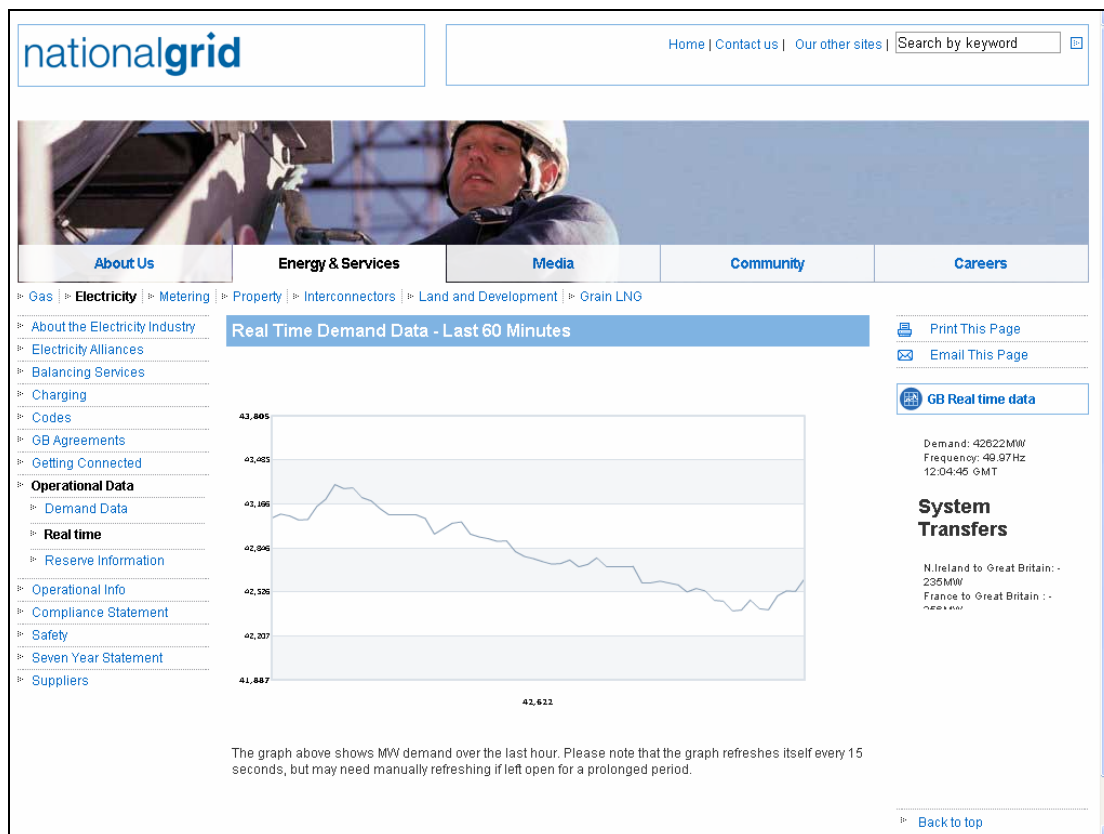 nationalgrid
Home | Contact us | Our other sites | Search by keyword
About Us
Energy & Services
Media
Community
Careers
Gas | Electricity | Metering | Property | Interconnectors | Land and Development | Grain LNG
About the Electricity Industry
Electricity Alliances
Balancing Services
Charging
Codes
GB Agreements
Getting Connected
Operational Data
Demand Data
Real time
Reserve Information
Operational Info
Compliance Statement
Safety
Seven Year Statement
Suppliers
Real Time Demand Data - Last 60 Minutes
43,805
43,485
43,166
42,846
42,526
42,207
41,887
42,622
The graph above shows MW demand over the last hour. Please note that the graph refreshes itself every 15
seconds, but may need manually refreshing if left open for a prolonged period.
Print This Page
Email This Page
GB Real time data
Demand: 42622MW
Frequency: 49.97Hz
12:04:45 GMT
System
Transfers
N.Ireland to Great Britain: -
235MW
France to Great Britain : -
Back to top